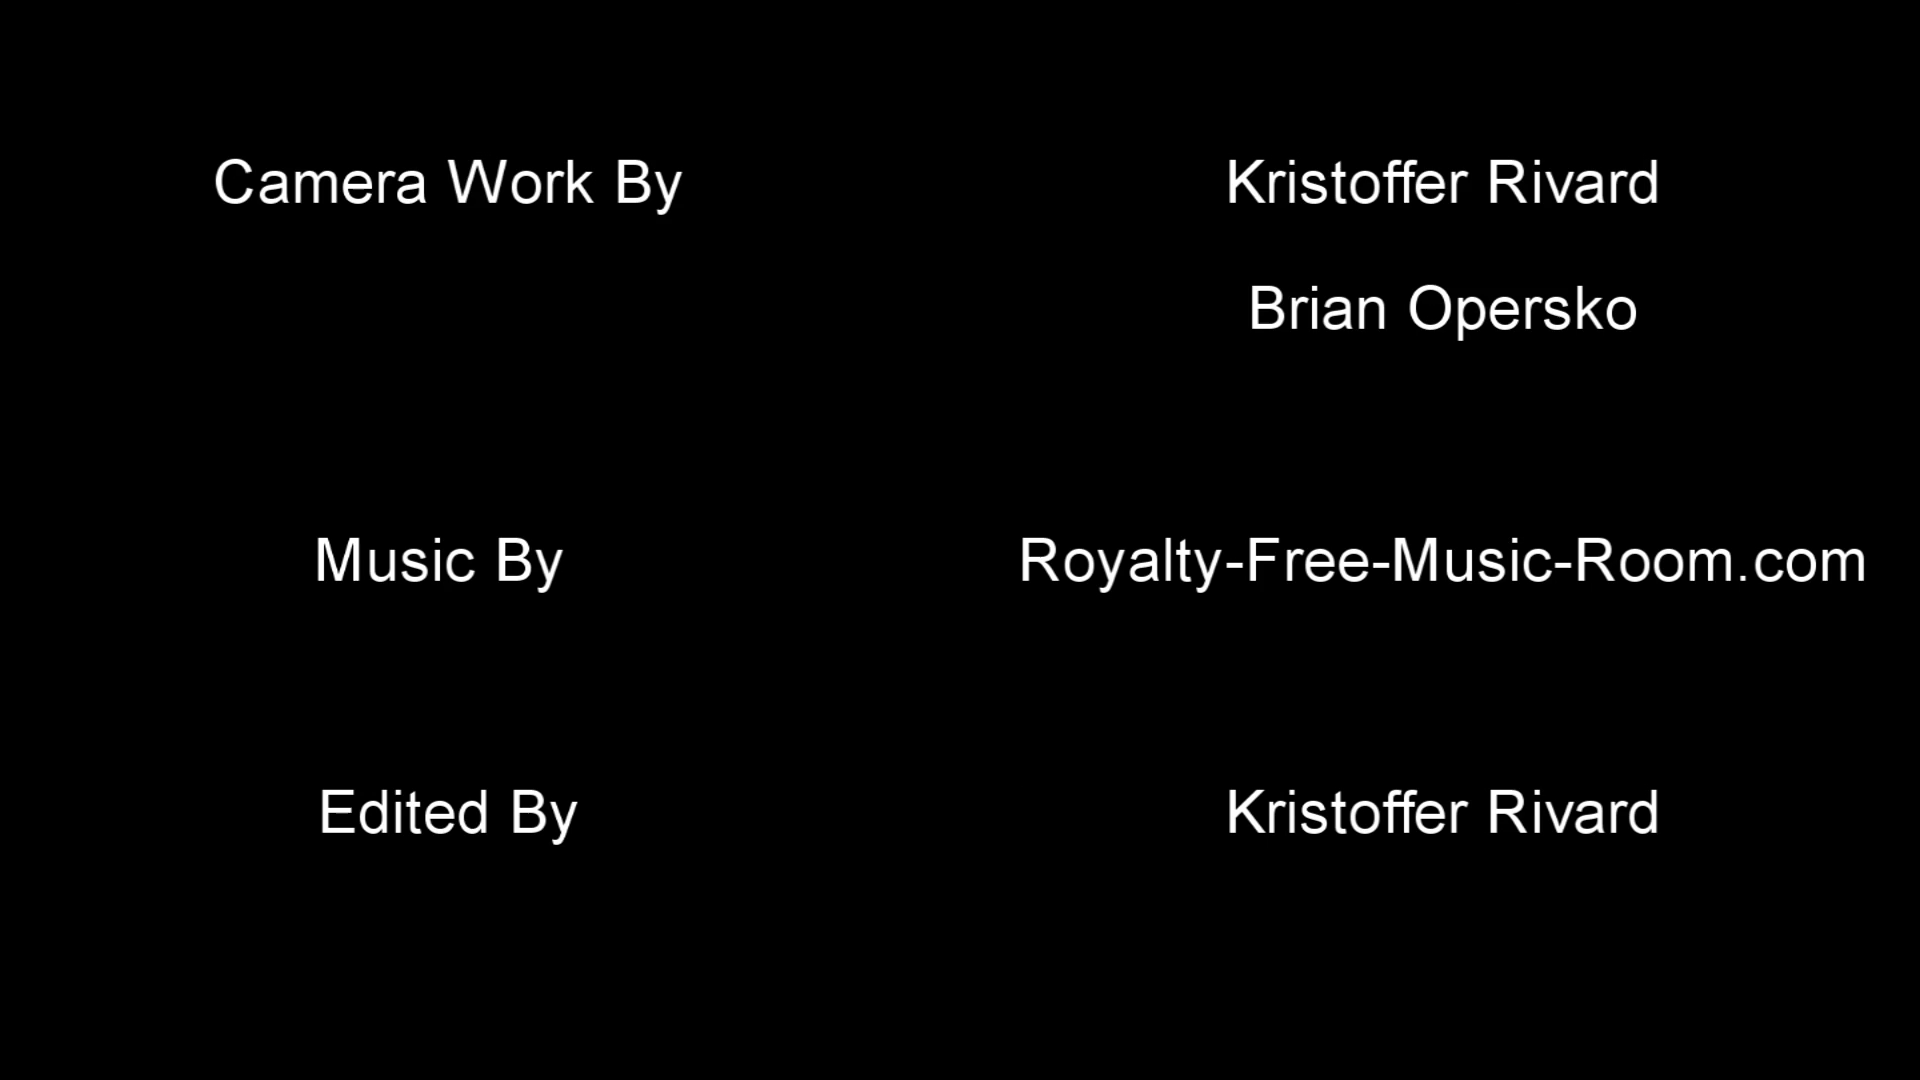 Camera Work By Kristoffer Rivard
Brian Opersko
Music By Royalty-Free-Music-Room.com
Edited By Kristoffer Rivard